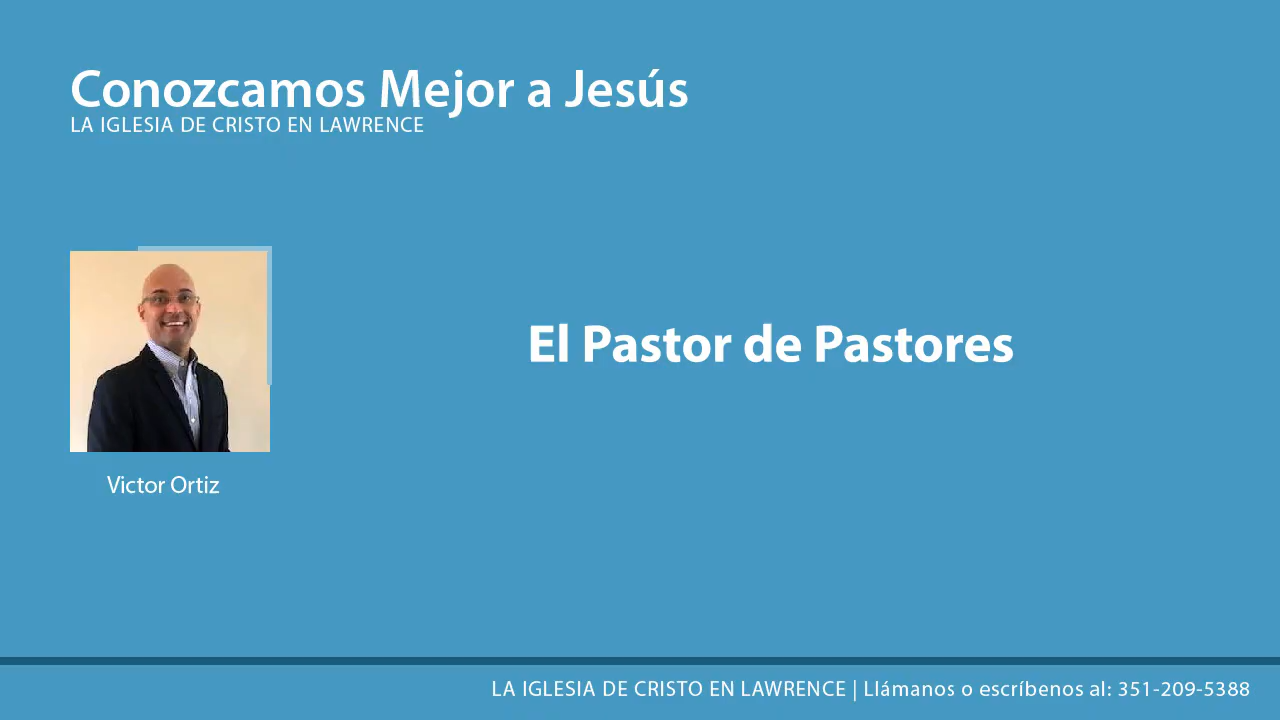 Conozcamos Mejor a Jesús
LA IGLESIA DE CRISTO EN LAWRENCE
El Pastor de Pastores
Victor Ortiz
LA IGLESIA DE CRISTO EN LAWRENCE | Llámanos o escríbenos al: 351-209-5388